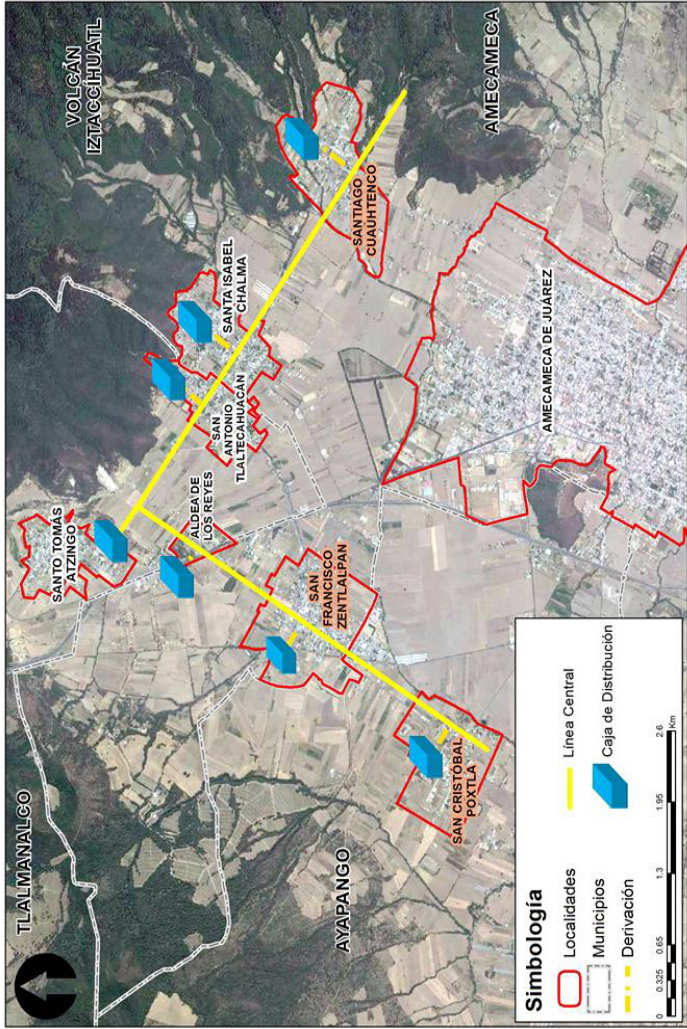 TLALMANALCO
VOLCÁN
IZTACCÍHUATL
SANTO TOMÁS
ATZINGO
ALDEA DE
LOS REYES
SAN
ANTONIO
TLALTECAHUACÁN
SANTA ISABEL
CHALMA
SANTIAGO
CUAUHTENCO
AMECAMECA
AYAPANGO
SAN
FRANCISCO
ZENTLALPAN
SAN CRISTÓBAL
POXTLA
AMECAMECA DE JUÁREZ
Simbología
Localidades
Municipios
Derivación
Línea Central
Caja de Distribución
0 0.325 0.65 1.3 1.95 2.6
Km